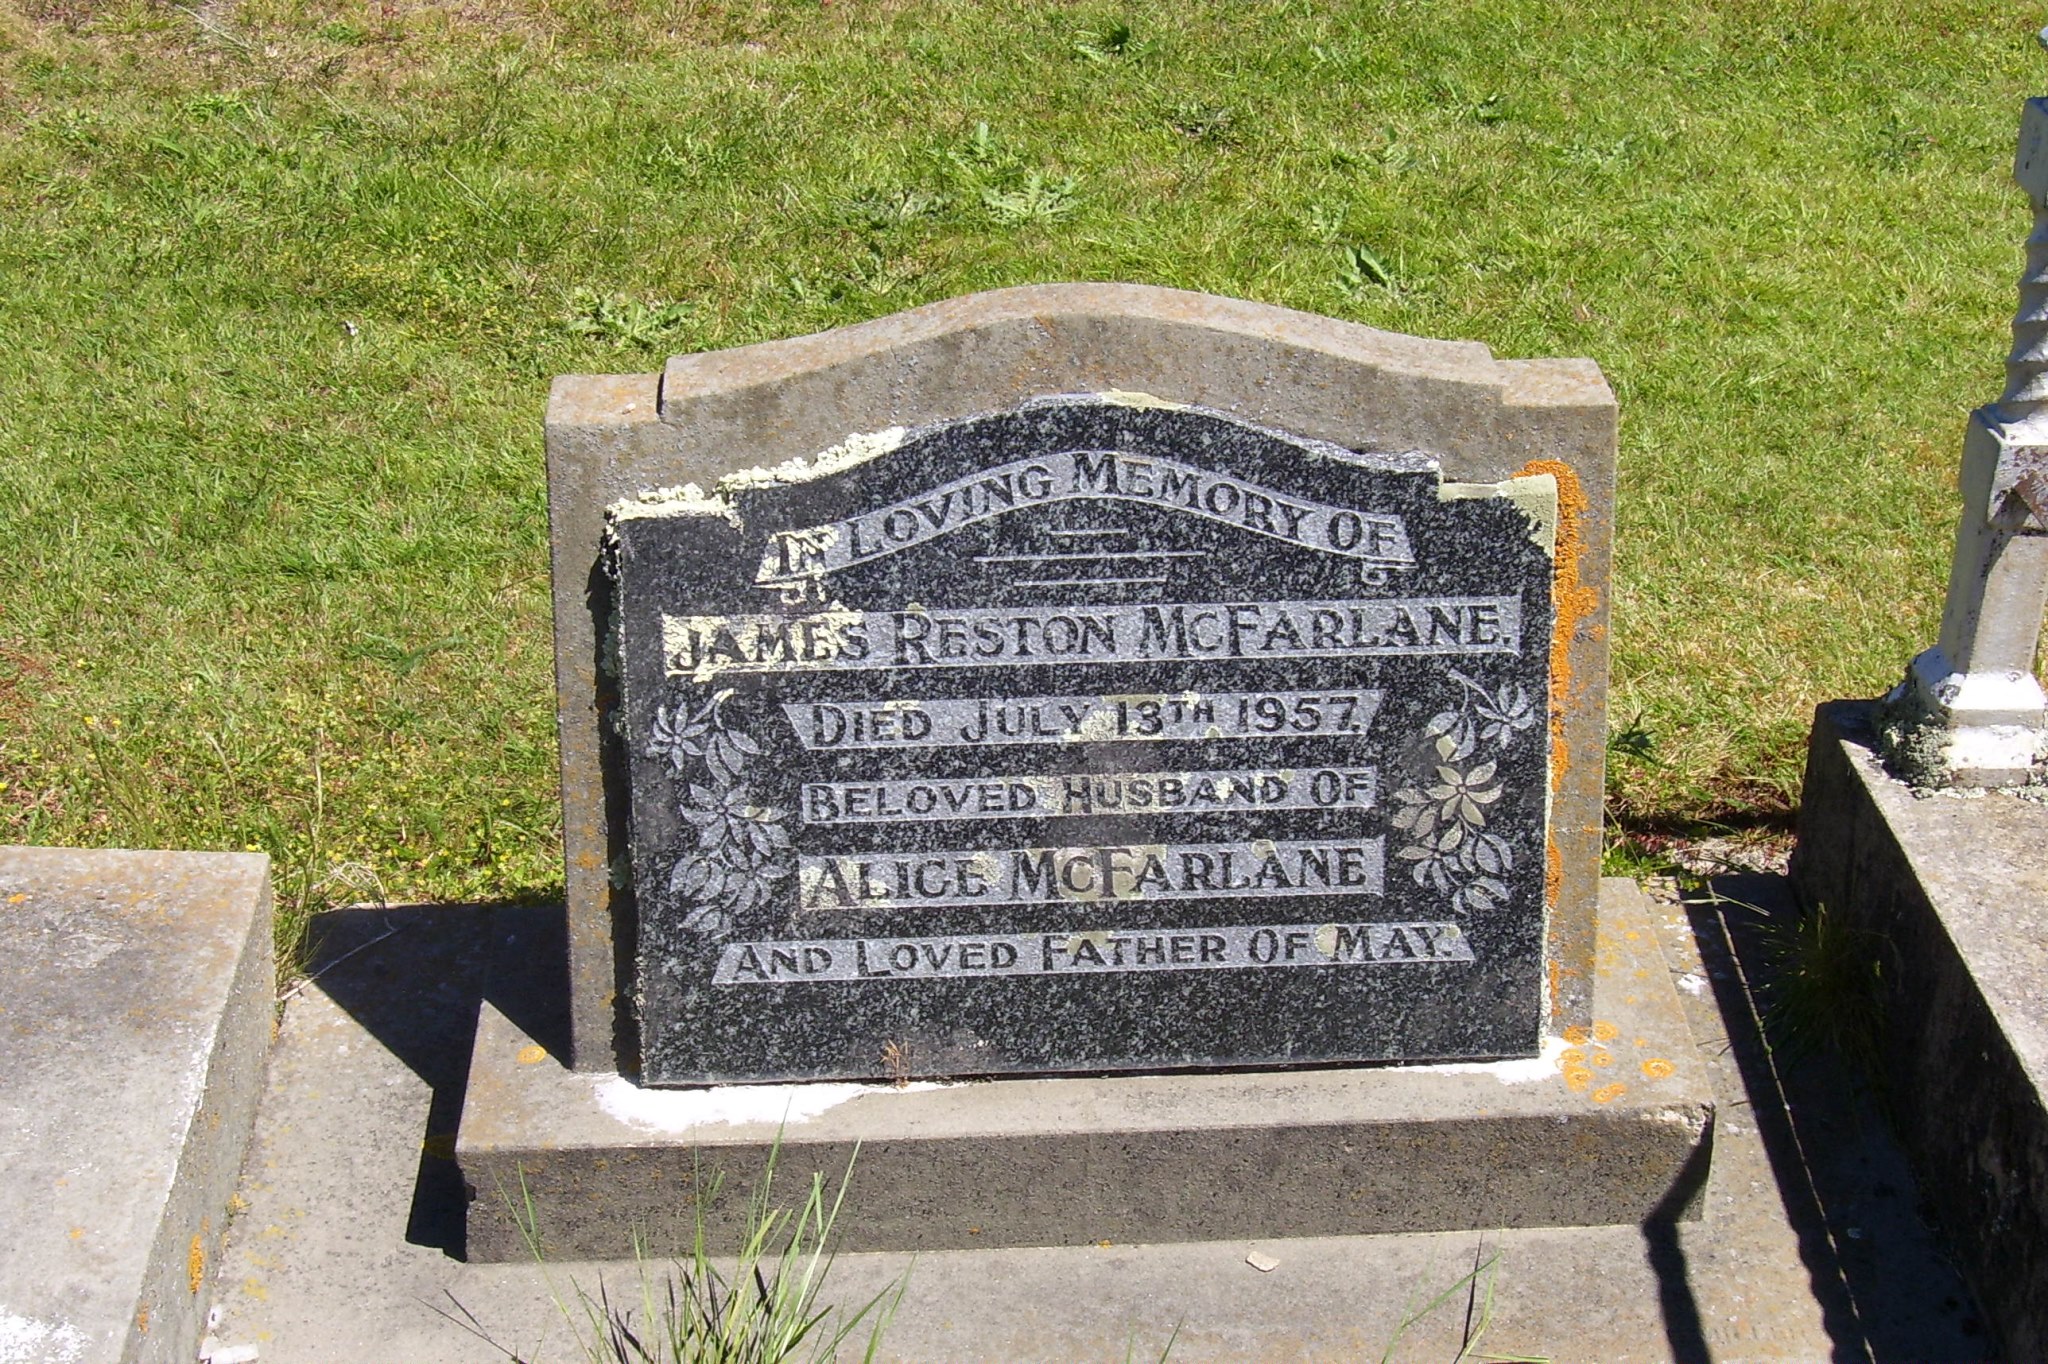 In Loving Memory Of
James Reston McFarlane.
Died July 13th 1957.
Beloved Husband Of
Alice McFarlane
And Loved Father Of May.